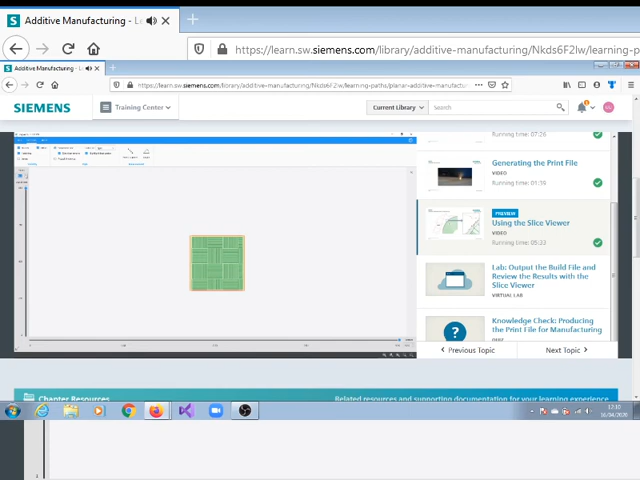 Additive Manufacturing - Le
https://learn.sw.siemens.com/library/additive-manufacturing/Nkds6F2lw/learning-p
Additive Manufacturing - L
https://learn.sw.siemens.com/library/additive-manufacturing/Nkds6F2lw/learning-paths/planar-additive-manufactur
SIEMENS
Training Center
Current Library
Search
Running time: 07:26
Generating the Print File
VIDEO
Running time: 01:39
PREVIEW
Using the Slice Viewer
VIDEO
Running time: 05:33
Lab: Output the Build File and
Review the Results with the
Slice Viewer
VIRTUAL LAB
Knowledge Check: Producing
the Print File for Manufacturing
Previous Topic
Next Topic
Chapter Resources
Related resources and supporting documentation for your learning experience
12:10
16/04/2020